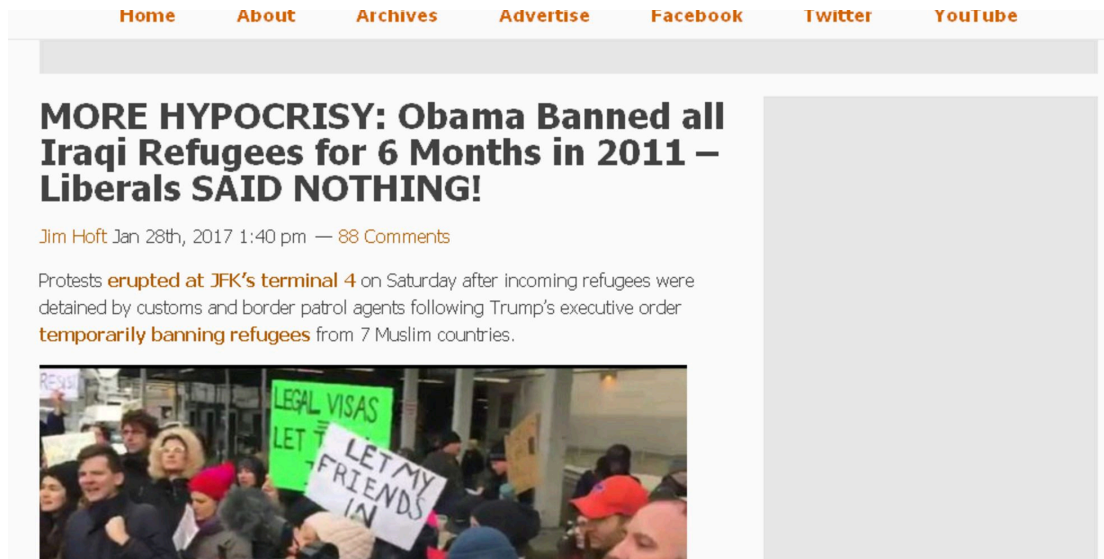 Home About Archives Advertise Facebook Twitter YouTube
MORE HYPOCRISY: Obama Banned all
Iraqi Refugees for 6 Months in 2011 –
Liberals SAID NOTHING!
Jim Hoft Jan 28th, 2017 1:40 pm — 88 Comments
Protests erupted at JFK's terminal 4 on Saturday after incoming refugees were
detained by customs and border patrol agents following Trump's executive order
temporarily banning refugees from 7 Muslim countries.
RESIST
LEGAL VISAS
LET
LET MY
FRIENDS
IN